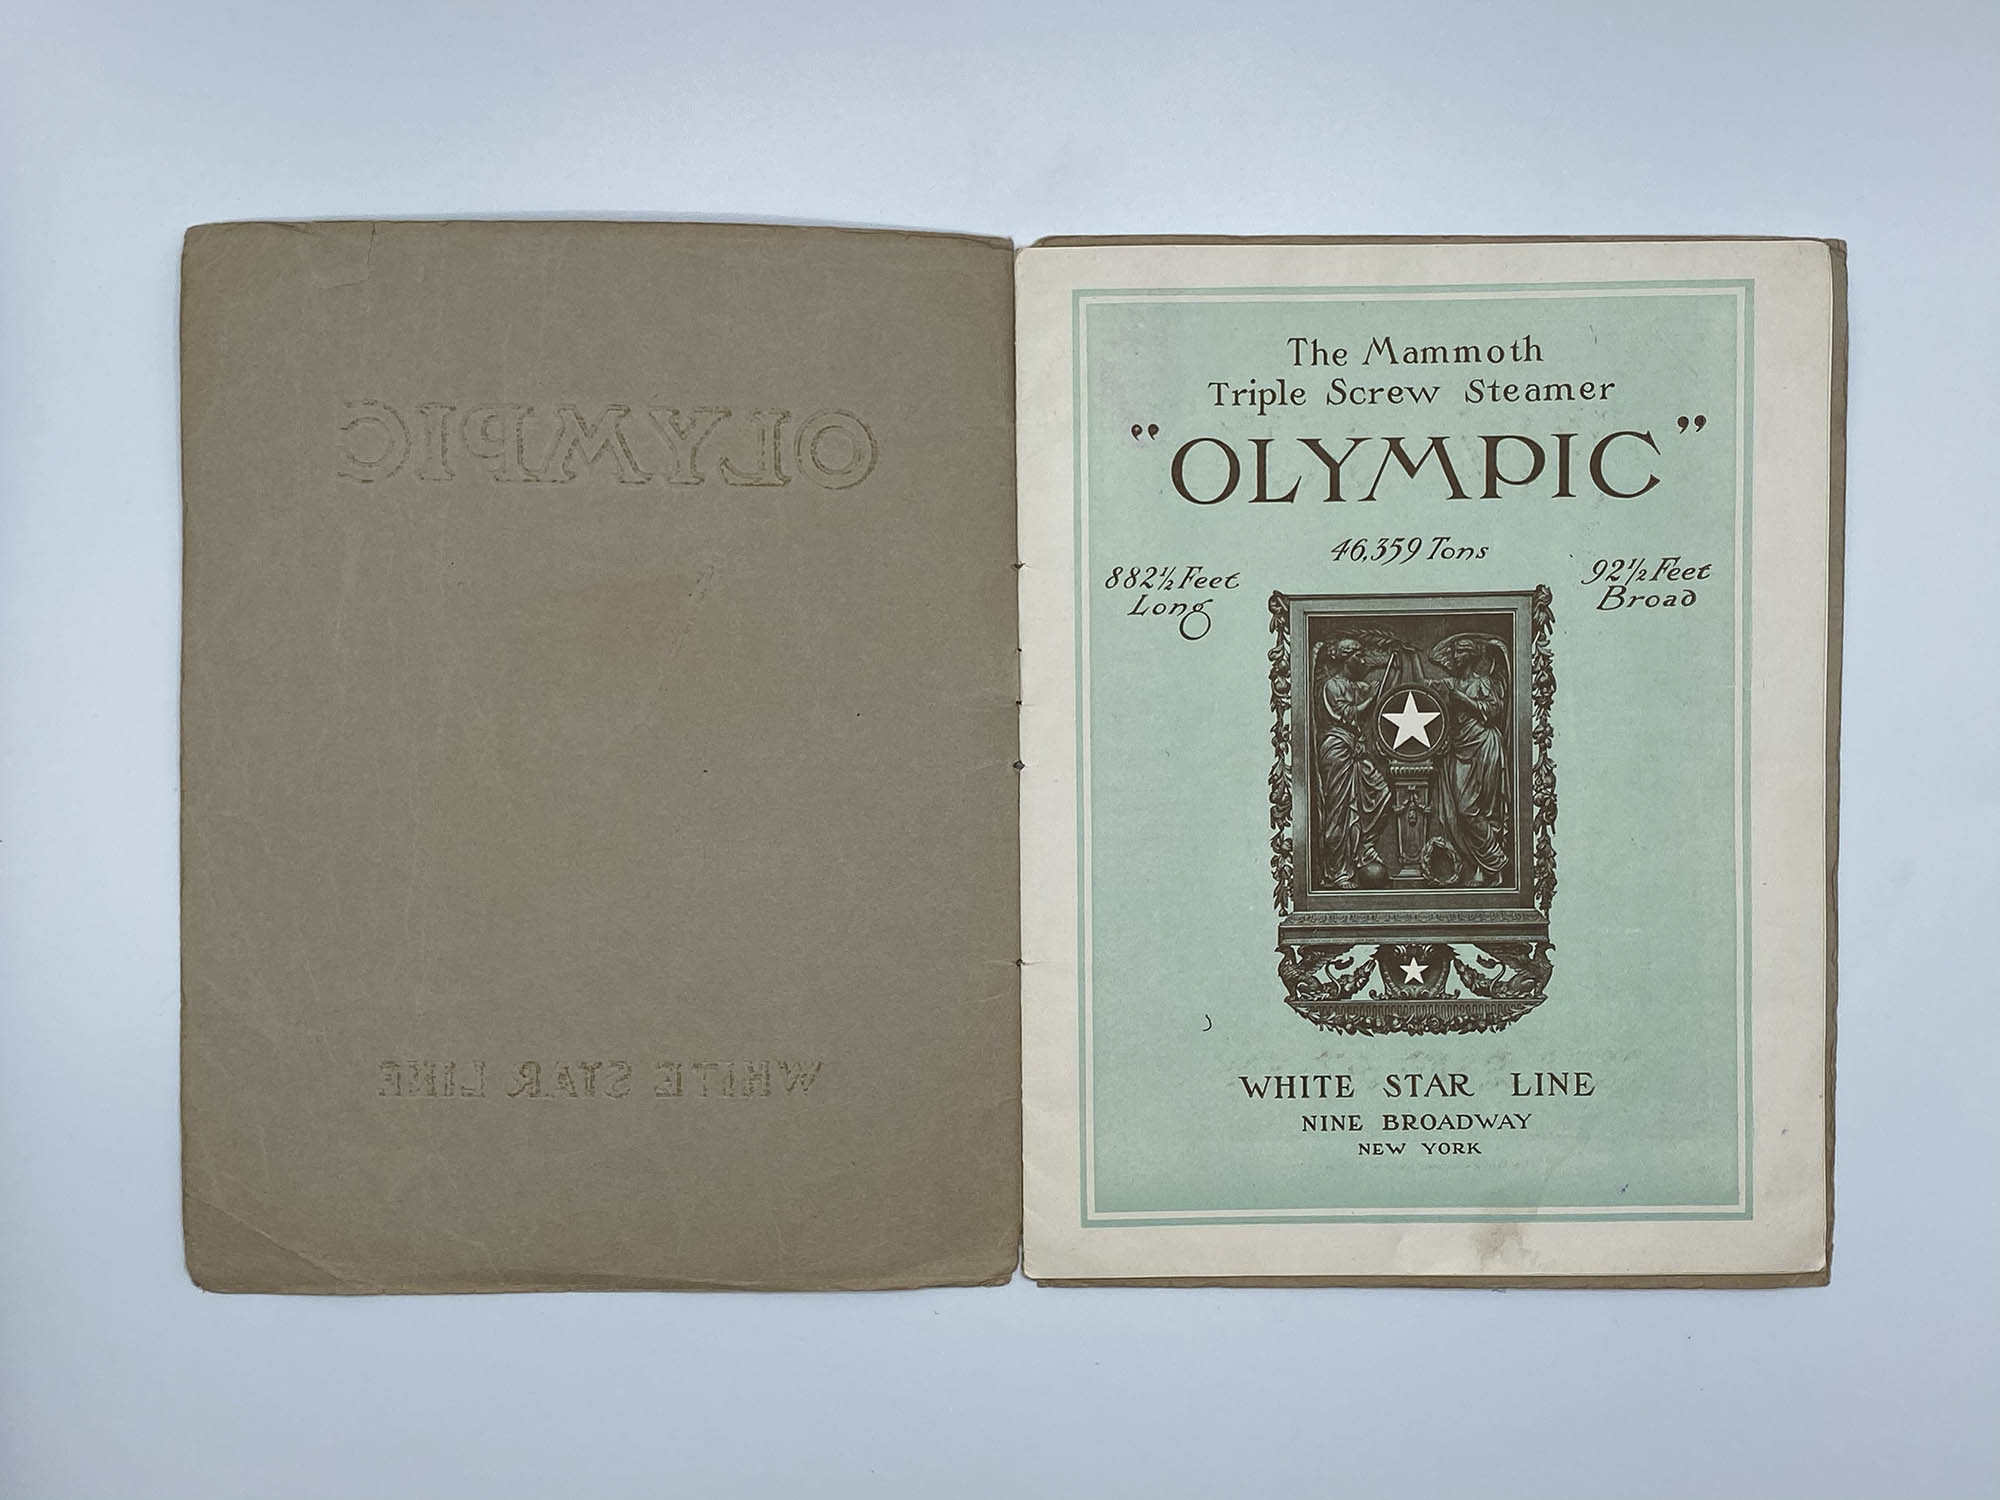 OLYMPIC
WHITE STAR LINE
The Mammoth
Triple Screw Steamer
"OLYMPIC"
46,359 Tons
882½ Feet
Long
92½ Feet
Broad
WHITE STAR LINE
NINE BROADWAY
NEW YORK